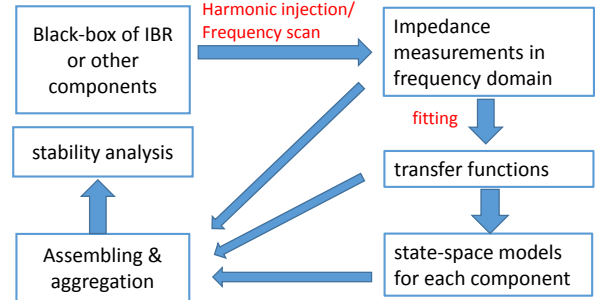 Black-box of IBR
or other
components
Harmonic injection/
Frequency scan
Impedance
measurements in
frequency domain
fitting
transfer functions
state-space models
for each component
Assembling &
aggregation
stability analysis